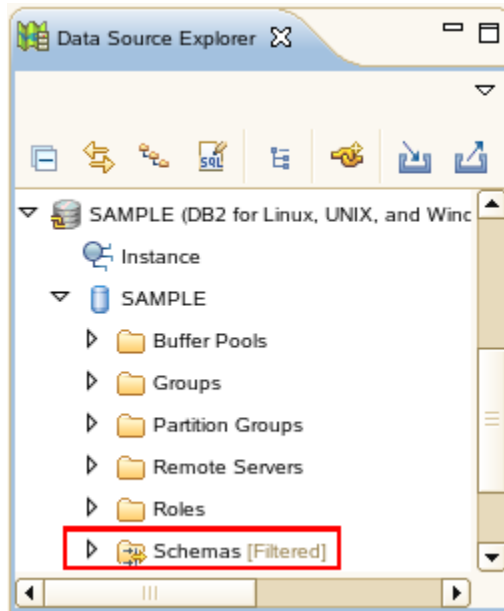 Data Source Explorer
SQL
SAMPLE (DB2 for Linux, UNIX, and Winc
Instance
SAMPLE
Buffer Pools
Groups
Partition Groups
Remote Servers
Roles
Schemas [Filtered]